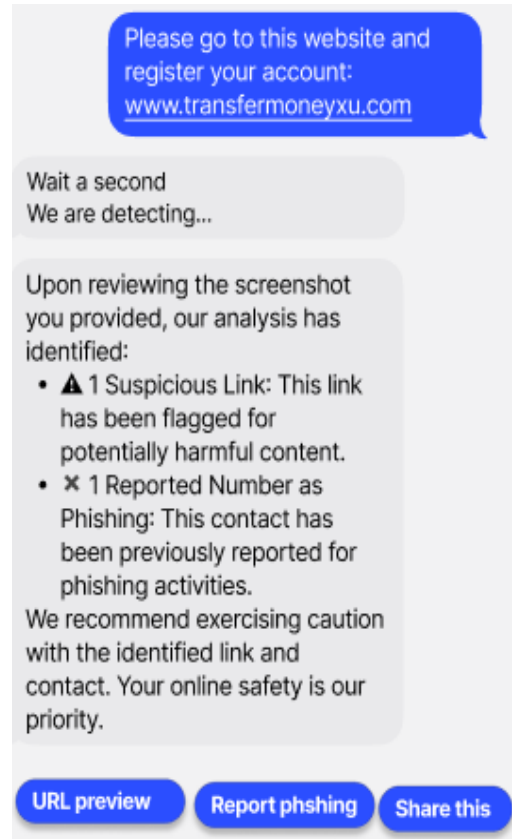 Please go to this website and
register your account:
www.transfermoneyxu.com
Wait a second
We are detecting...
Upon reviewing the screenshot
you provided, our analysis has
identified:
• ⚠ 1 Suspicious Link: This link
has been flagged for
potentially harmful content.
• ✕ 1 Reported Number as
Phishing: This contact has
been previously reported for
phishing activities.
We recommend exercising caution
with the identified link and
contact. Your online safety is our
priority.
URL preview
Report phshing
Share this